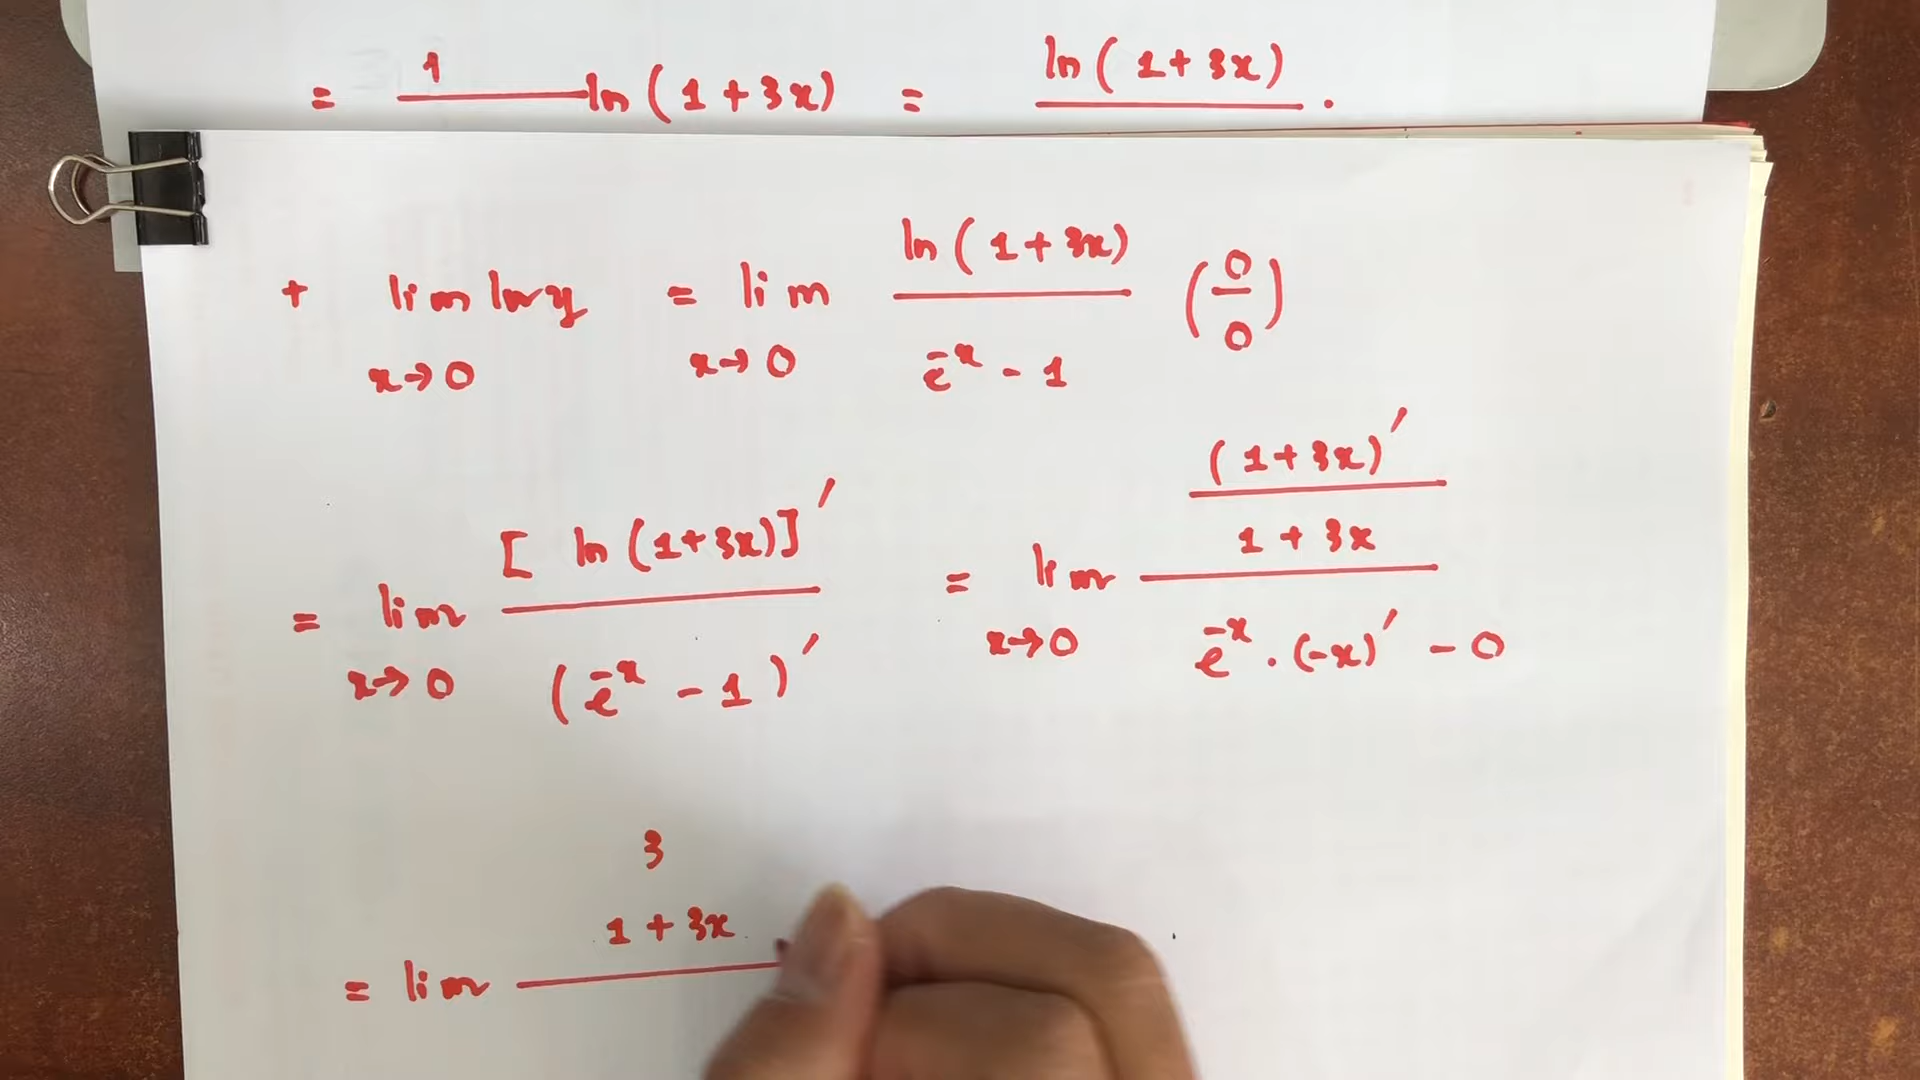 = 1/ ln(1+3x) = ln(1+3x)/ .
+ lim x→0 ln y = lim x→0 ln(1+3x)/(e^-x - 1) (0/0)
= lim x→0 [ln(1+3x)]′/(e^-x - 1)′ = lim x→0 ((1+3x)′/(1+3x))/(e^-x . (-x)′ - 0)
3
1+3x
= lim